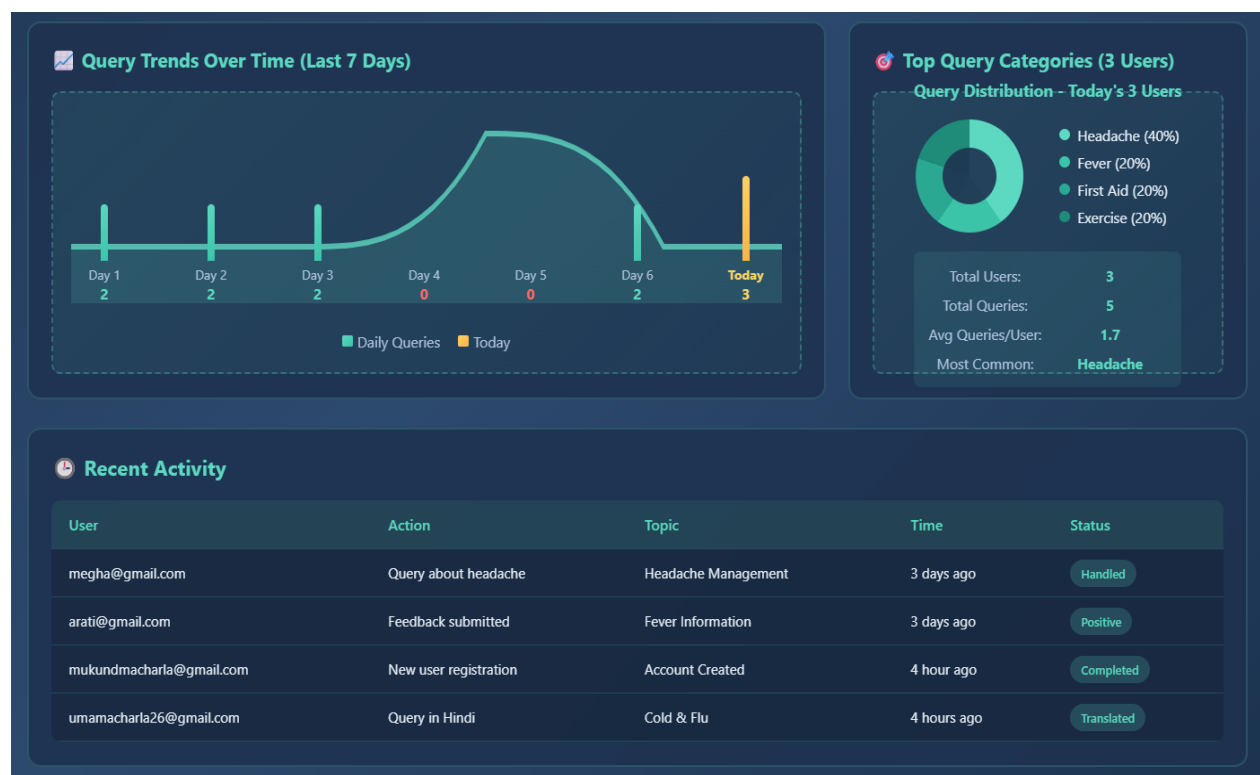 Query Trends Over Time (Last 7 Days)
Day 1 Day 2 Day 3 Day 4 Day 5 Day 6 Today
2 2 2 0 0 2 3
Daily Queries Today
Top Query Categories (3 Users)
Query Distribution - Today's 3 Users
Headache (40%)
Fever (20%)
First Aid (20%)
Exercise (20%)
Total Users: 3
Total Queries: 5
Avg Queries/User: 1.7
Most Common: Headache
Recent Activity
User Action Topic Time Status
megha@gmail.com Query about headache Headache Management 3 days ago Handled
arati@gmail.com Feedback submitted Fever Information 3 days ago Positive
mukundmacharla@gmail.com New user registration Account Created 4 hour ago Completed
umamacharla26@gmail.com Query in Hindi Cold & Flu 4 hours ago Translated